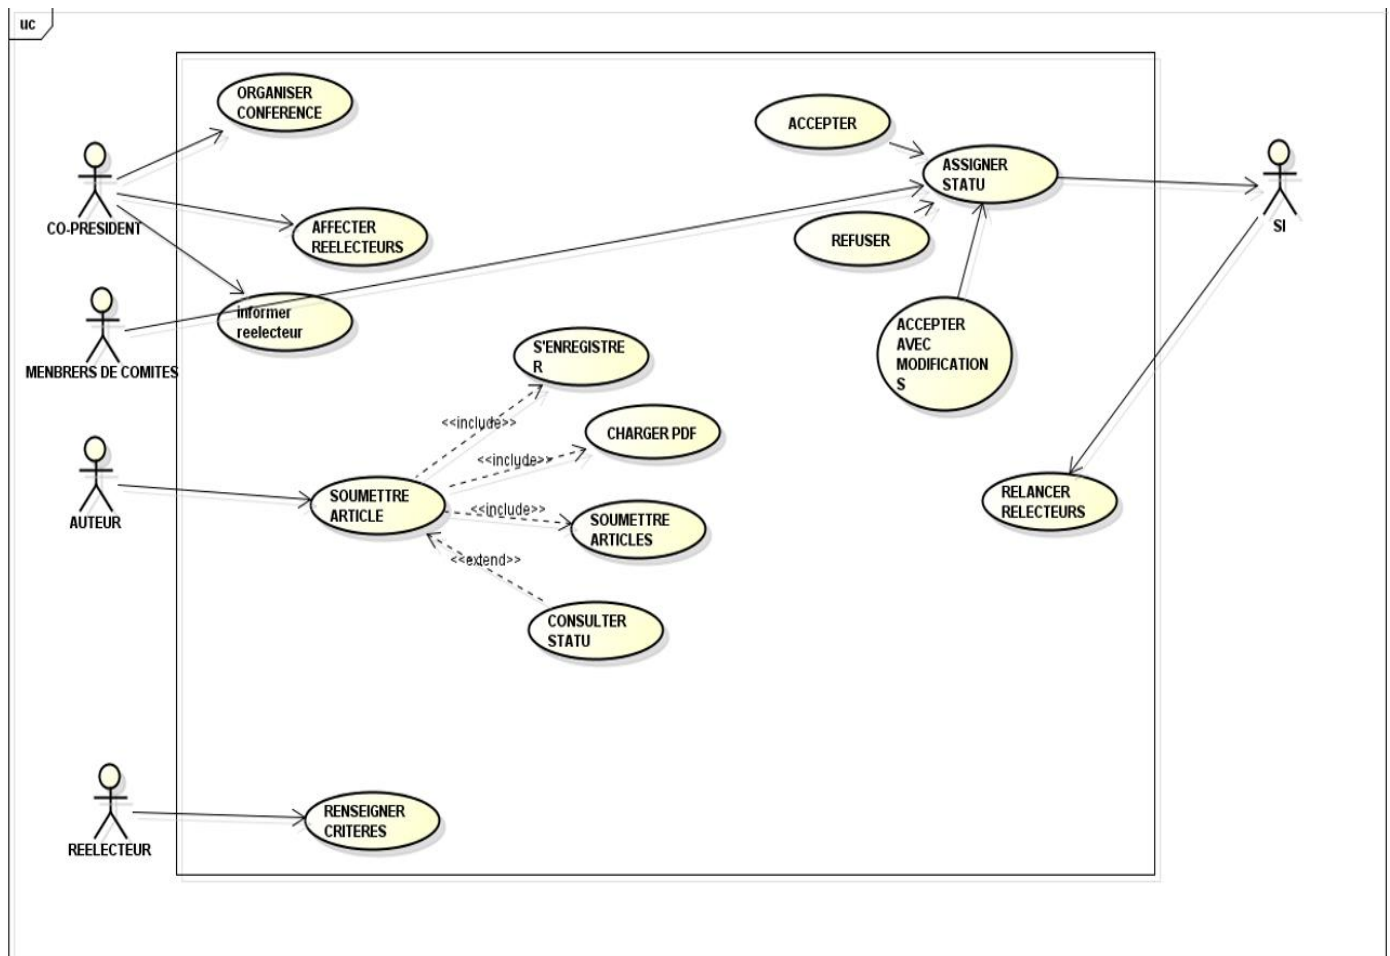 uc
ORGANISER
CONFERENCE
ACCEPTER
ASSIGNER
STATU
CO-PRESIDENT
AFFECTER
REELECTEURS
REFUSER
SI
informer
reelecteur
MENBRERS DE COMITES
ACCEPTER
AVEC
MODIFICATION
S
S'ENREGISTRE
R
<<include>>
CHARGER PDF
<<include>>
AUTEUR
SOUMETTRE
ARTICLE
<<include>>
SOUMETTRE
ARTICLES
RELANCER
RELECTEURS
<<extend>>
CONSULTER
STATU
REELECTEUR
RENSEIGNER
CRITERES